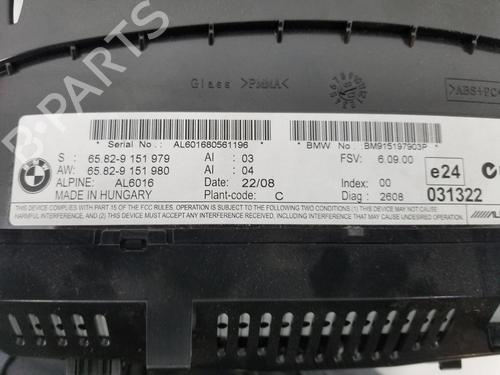 Glass >PMMA<
>ABS+PC<
* Serial No : AL601680561196 *
* BMW No : BM915197903P *
S : 65.82-9 151 979 AI : 03 FSV: 6.09.00
AW: 65.82-9 151 980 AI : 04 e24
ALPINE: AL6016 Date: 22/08 Index: 00
MADE IN HUNGARY Plant-code: C Diag: 2608 031322
THIS DEVICE COMPLIES WITH PART 15 OF THE FCC RULES. OPERATION IS SUBJECT TO THE FOLLOWING TWO CONDITIONS: (1) THIS DEVICE MAY NOT CAUSE
HARMFUL INTERFERENCE, AND (2) THIS DEVICE MUST ACCEPT ANY INTERFERENCE RECEIVED, INCLUDING INTERFERENCE THAT MAY CAUSE
UNDESIRED OPERATION.
B-PARTS